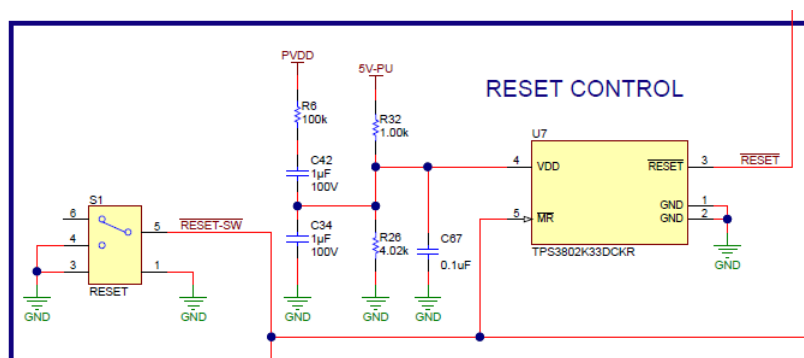 PVDD
5V-PU
RESET CONTROL
R6
100k
R32
1.00k
U7
C42
1µF
100V
4
VDD
RESET
3
RESET
S1
6
5
RESET-SW
4
3
1
RESET
C34
1µF
100V
R26
4.02k
C67
0.1uF
5
MR
GND
1
GND
2
TPS3802K33DCKR
GND
GND
GND
GND
GND
GND